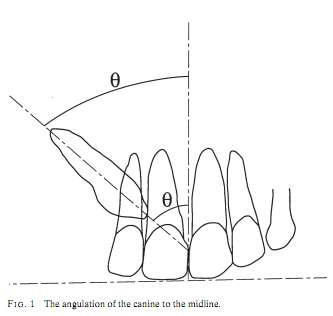 θ
θ
FIG. 1 The angulation of the canine to the midline.